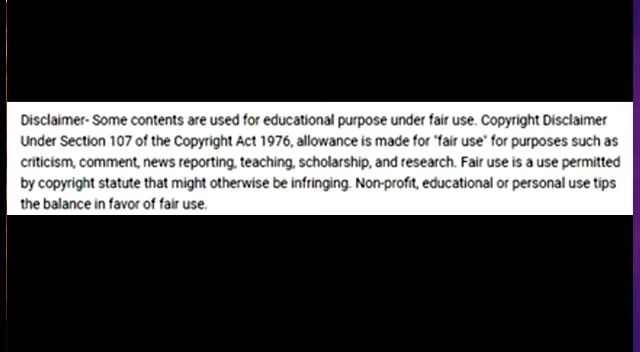 Disclaimer- Some contents are used for educational purpose under fair use. Copyright Disclaimer
Under Section 107 of the Copyright Act 1976, allowance is made for "fair use" for purposes such as
criticism, comment, news reporting, teaching, scholarship, and research. Fair use is a use permitted
by copyright statute that might otherwise be infringing. Non-profit, educational or personal use tips
the balance in favor of fair use.